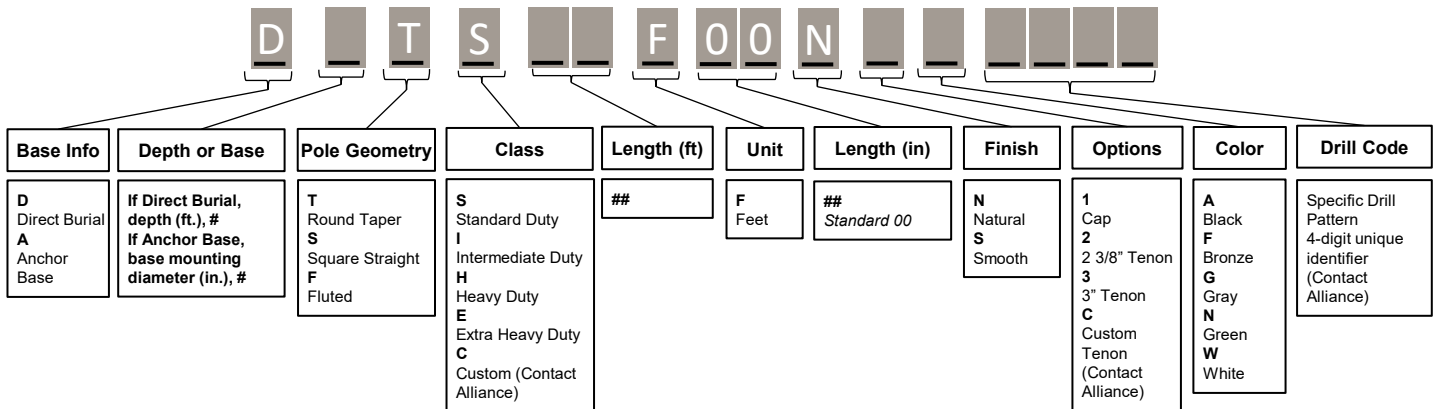 D _ T S _ _ F 0 0 N _ _ _ _ _ _
Base Info
D
Direct Burial
A
Anchor
Base
Depth or Base
If Direct Burial,
depth (ft.), #
If Anchor Base,
base mounting
diameter (in.), #
Pole Geometry
T
Round Taper
S
Square Straight
F
Fluted
Class
S
Standard Duty
I
Intermediate Duty
H
Heavy Duty
E
Extra Heavy Duty
C
Custom (Contact
Alliance)
Length (ft)
##
Unit
F
Feet
Length (in)
##
Standard 00
Finish
N
Natural
S
Smooth
Options
1
Cap
2
2 3/8” Tenon
3
3” Tenon
C
Custom
Tenon
(Contact
Alliance)
Color
A
Black
F
Bronze
G
Gray
N
Green
W
White
Drill Code
Specific Drill
Pattern
4-digit unique
identifier
(Contact
Alliance)